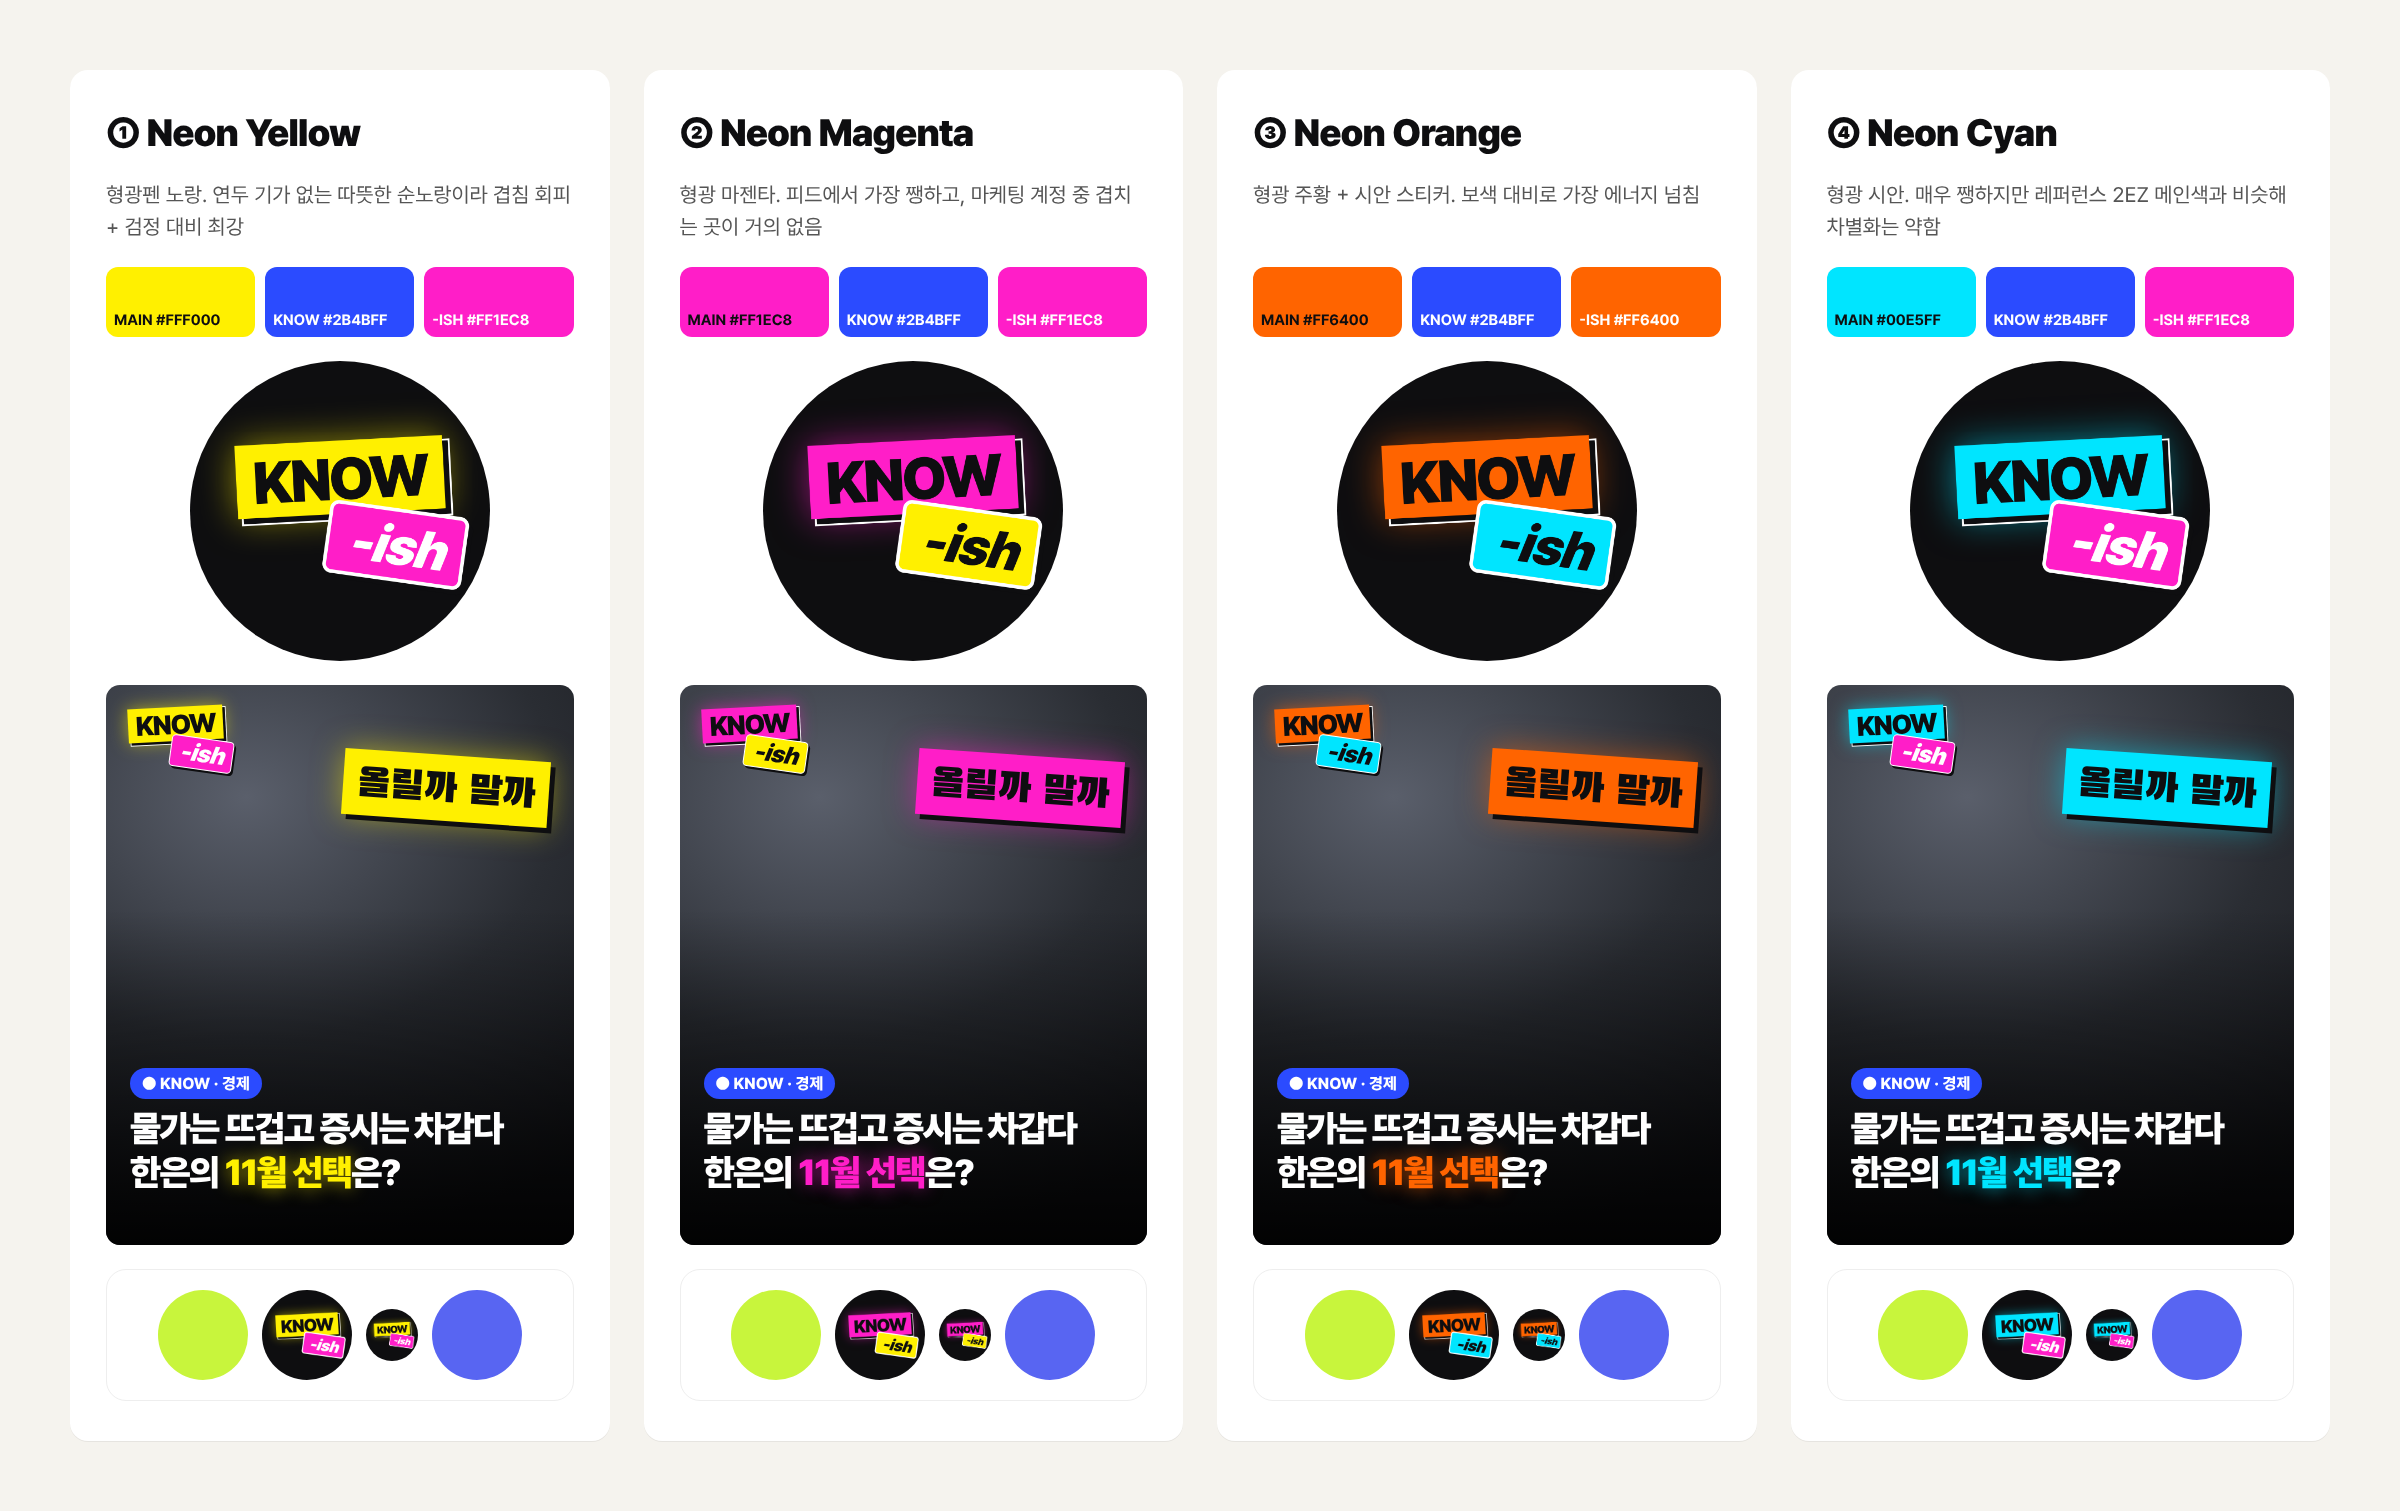 ① Neon Yellow
형광펜 노랑. 연두 기가 없는 따뜻한 순노랑이라 겹침 회피
+ 검정 대비 최강
MAIN #FFF000
KNOW #2B4BFF
-ISH #FF1EC8
KNOW
-ish
KNOW
-ish
올릴까 말까
KNOW · 경제
물가는 뜨겁고 증시는 차갑다
한은의 11월 선택은?
KNOW
-ish
KNOW
-ish
② Neon Magenta
형광 마젠타. 피드에서 가장 쨍하고, 마케팅 계정 중 겹치
는 곳이 거의 없음
MAIN #FF1EC8
KNOW #2B4BFF
-ISH #FF1EC8
KNOW
-ish
KNOW
-ish
올릴까 말까
KNOW · 경제
물가는 뜨겁고 증시는 차갑다
한은의 11월 선택은?
KNOW
-ish
KNOW
-ish
③ Neon Orange
형광 주황 + 시안 스티커. 보색 대비로 가장 에너지 넘침
MAIN #FF6400
KNOW #2B4BFF
-ISH #FF6400
KNOW
-ish
KNOW
-ish
올릴까 말까
KNOW · 경제
물가는 뜨겁고 증시는 차갑다
한은의 11월 선택은?
KNOW
-ish
KNOW
-ish
④ Neon Cyan
형광 시안. 매우 쨍하지만 레퍼런스 2EZ 메인색과 비슷해
차별화는 약함
MAIN #00E5FF
KNOW #2B4BFF
-ISH #FF1EC8
KNOW
-ish
KNOW
-ish
올릴까 말까
KNOW · 경제
물가는 뜨겁고 증시는 차갑다
한은의 11월 선택은?
KNOW
-ish
KNOW
-ish